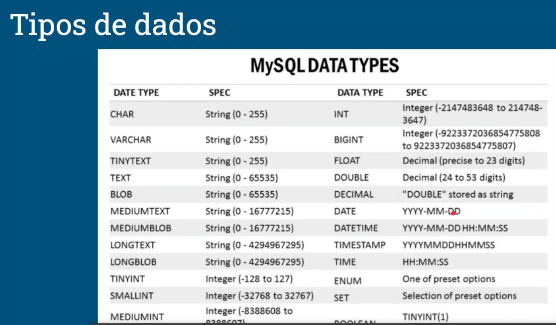 Tipos de dados
MySQL DATA TYPES
DATE TYPE SPEC DATA TYPE SPEC
CHAR String (0 - 255) INT Integer (-2147483648 to 214748-
3647)
VARCHAR String (0 - 255) BIGINT Integer (-9223372036854775808
to 9223372036854775807)
TINYTEXT String (0 - 255) FLOAT Decimal (precise to 23 digits)
TEXT String (0 - 65535) DOUBLE Decimal (24 to 53 digits)
BLOB String (0 - 65535) DECIMAL "DOUBLE" stored as string
MEDIUMTEXT String (0 - 16777215) DATE YYYY-MM-DD
MEDIUMBLOB String (0 - 16777215) DATETIME YYYY-MM-DD HH:MM:SS
LONGTEXT String (0 - 4294967295) TIMESTAMP YYYYMMDDHHMMSS
LONGBLOB String (0 - 4294967295) TIME HH:MM:SS
TINYINT Integer (-128 to 127) ENUM One of preset options
SMALLINT Integer (-32768 to 32767) SET Selection of preset options
MEDIUMINT Integer (-8388608 to
8388607) BOOLEAN TINYINT(1)